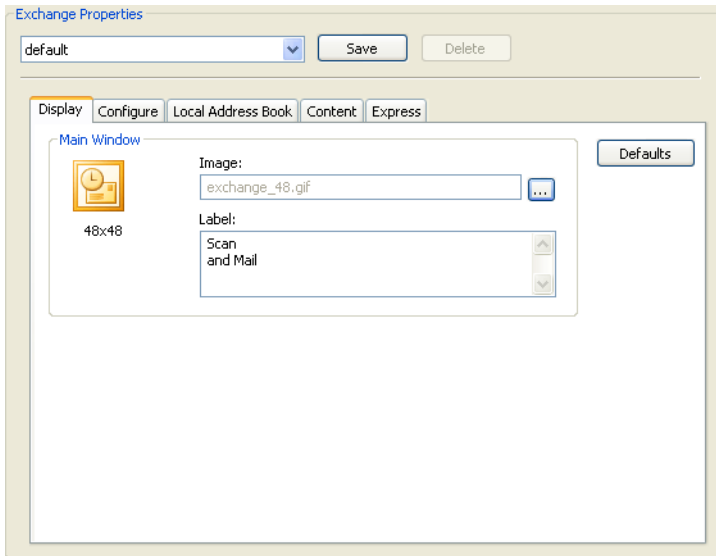 Exchange Properties
default Save Delete
Display Configure Local Address Book Content Express
Main Window
Defaults
Image:
exchange_48.gif ...
48x48
Label:
Scan
and Mail